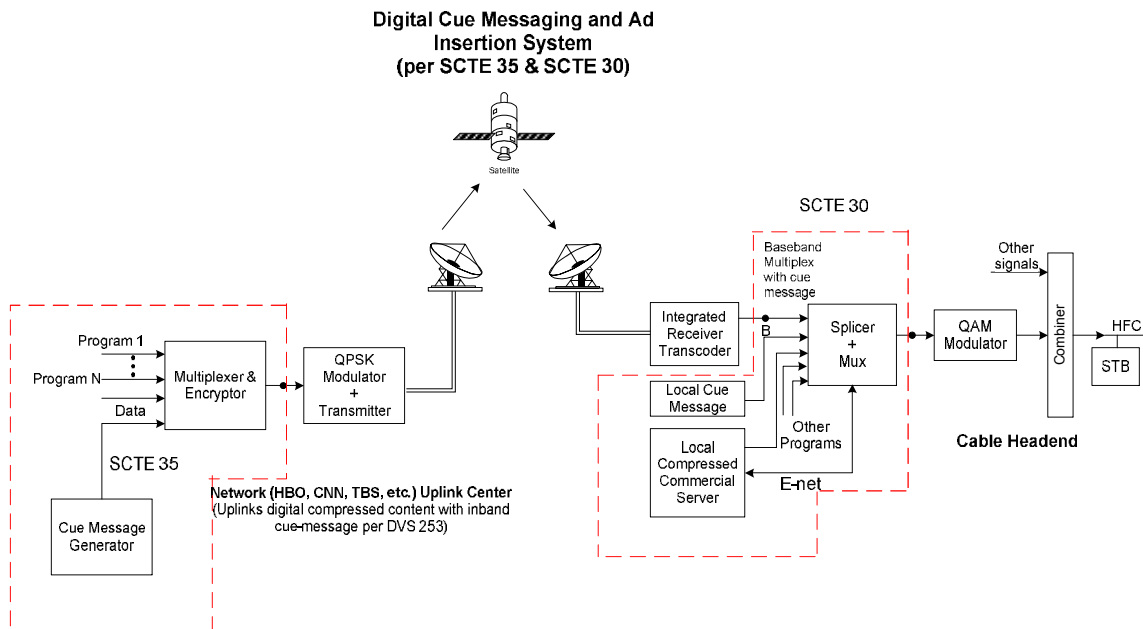 Digital Cue Messaging and Ad
Insertion System
(per SCTE 35 & SCTE 30)
Satellite
SCTE 30
Baseband
Multiplex
with cue
message
Other
signals
Program 1
Program N
Data
Multiplexer &
Encryptor
QPSK
Modulator
+
Transmitter
Integrated
Receiver
Transcoder
B
Splicer
+
Mux
QAM
Modulator
Combiner
HFC
STB
Local Cue
Message
Other
Programs
Local
Compressed
Commercial
Server
E-net
Cable Headend
SCTE 35
Cue Message
Generator
Network (HBO, CNN, TBS, etc.) Uplink Center
(Uplinks digital compressed content with inband
cue-message per DVS 253)